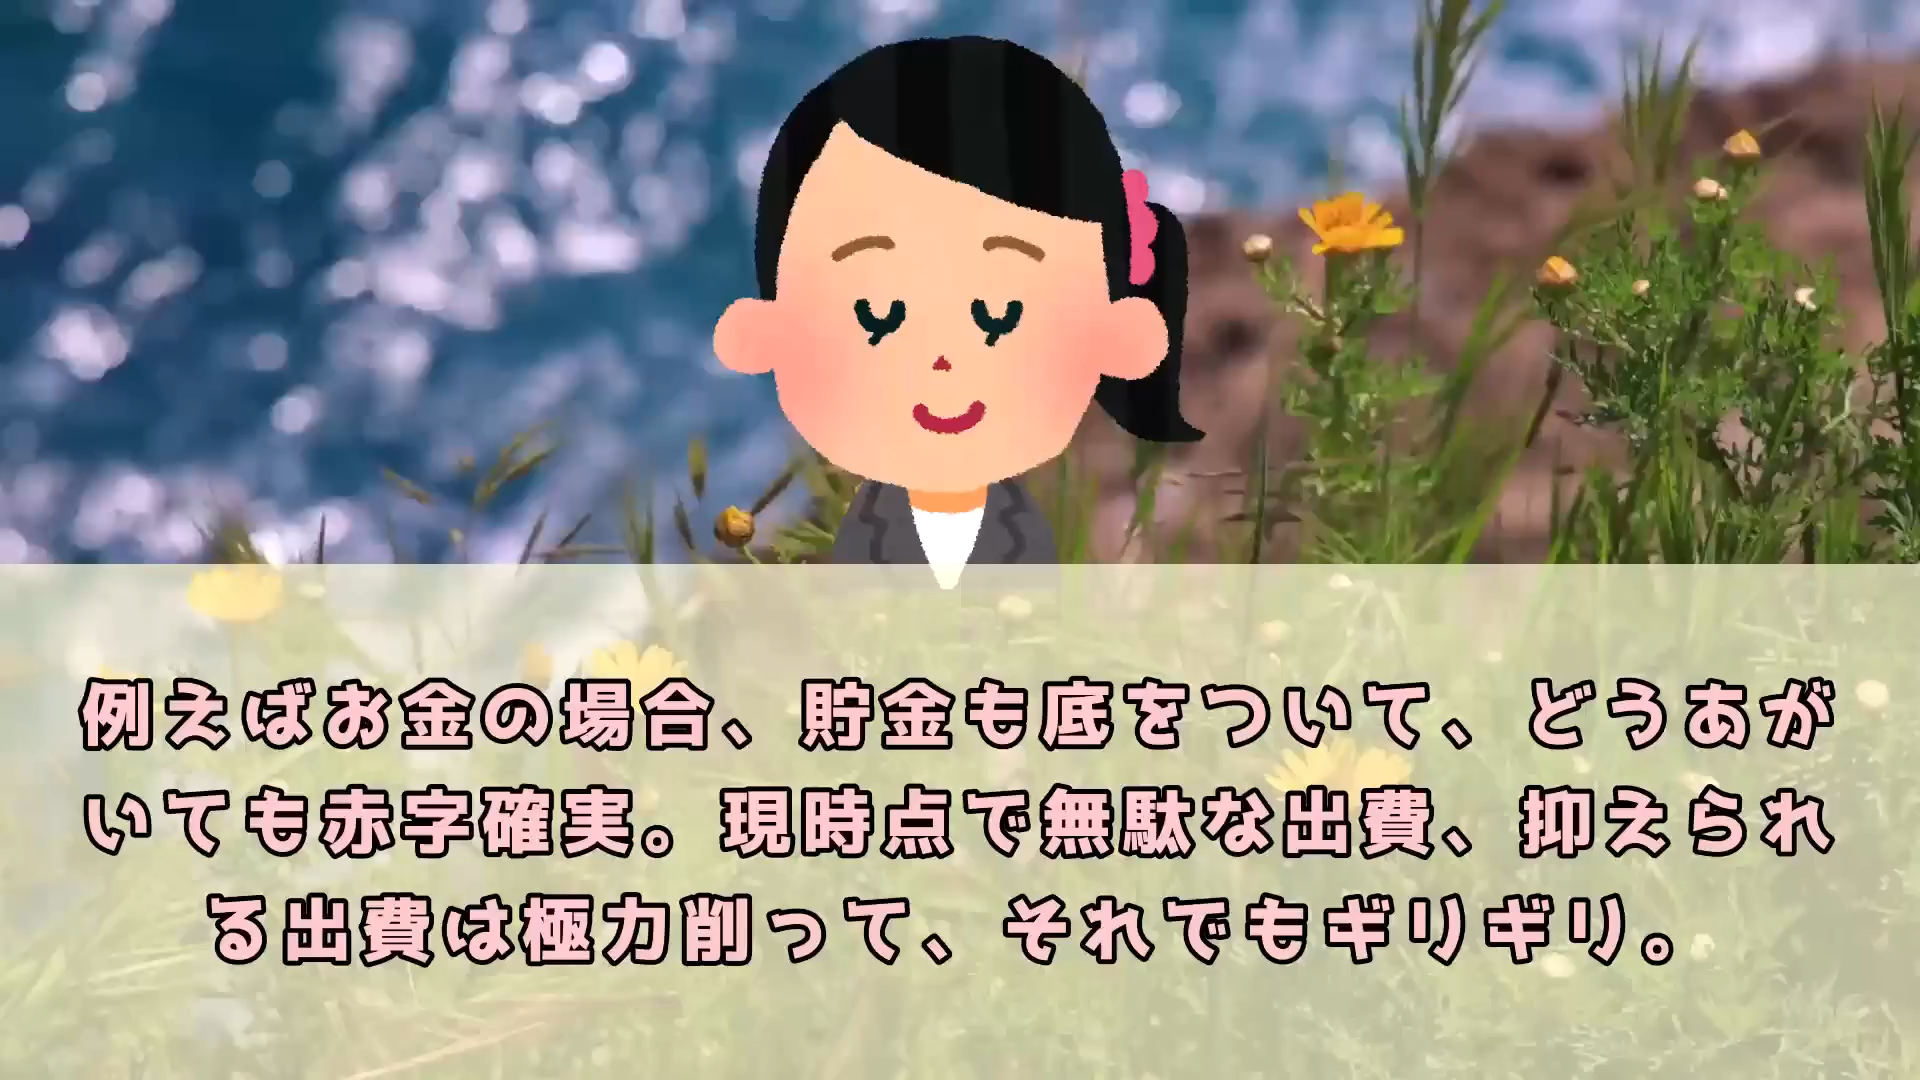 例えばお金の場合、貯金も底をついて、どうあが
いても赤字確実。現時点で無駄な出費、抑えられ
る出費は極力削って、それでもギリギリ。